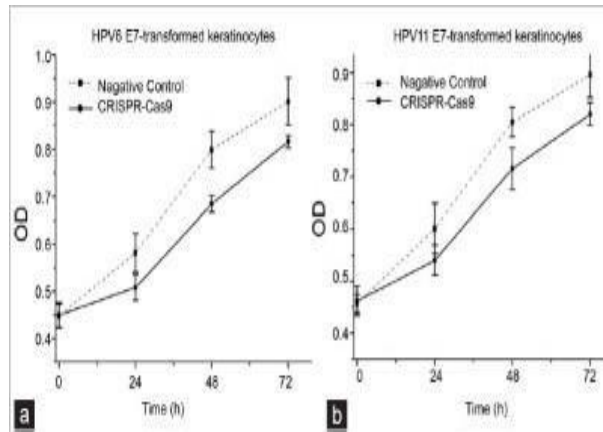 HPV6 E7-transformed keratinocytes
1.0
0.9
0.8
0.7
0.6
0.5
0.4
OD
Nagative Control
CRISPR-Cas9
0 24 48 72
Time (h)
a
HPV11 E7-transformed keratinocytes
0.9
0.8
0.7
0.6
0.5
0.4
OD
Nagative Control
CRISPR-Cas9
0 24 48 72
Time (h)
b